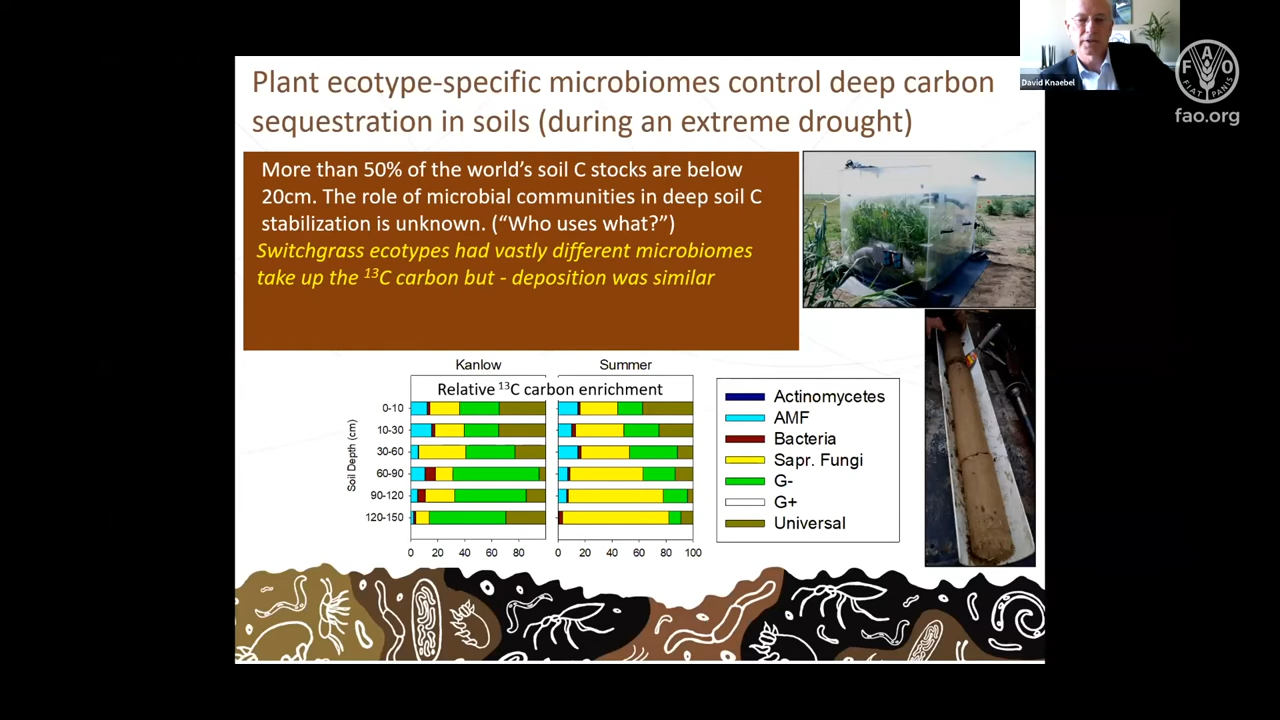 Plant ecotype-specific microbiomes control deep carbon
sequestration in soils (during an extreme drought)
David Knaebel
F A O
FIAT PANIS
fao.org
More than 50% of the world's soil C stocks are below
20cm. The role of microbial communities in deep soil C
stabilization is unknown. ("Who uses what?")
Switchgrass ecotypes had vastly different microbiomes
take up the ¹³C carbon but - deposition was similar
Kanlow Summer
Relative ¹³C carbon enrichment
Soil Depth (cm)
0-10
10-30
30-60
60-90
90-120
120-150
0 20 40 60 80 0 20 40 60 80 100
Actinomycetes
AMF
Bacteria
Sapr. Fungi
G-
G+
Universal